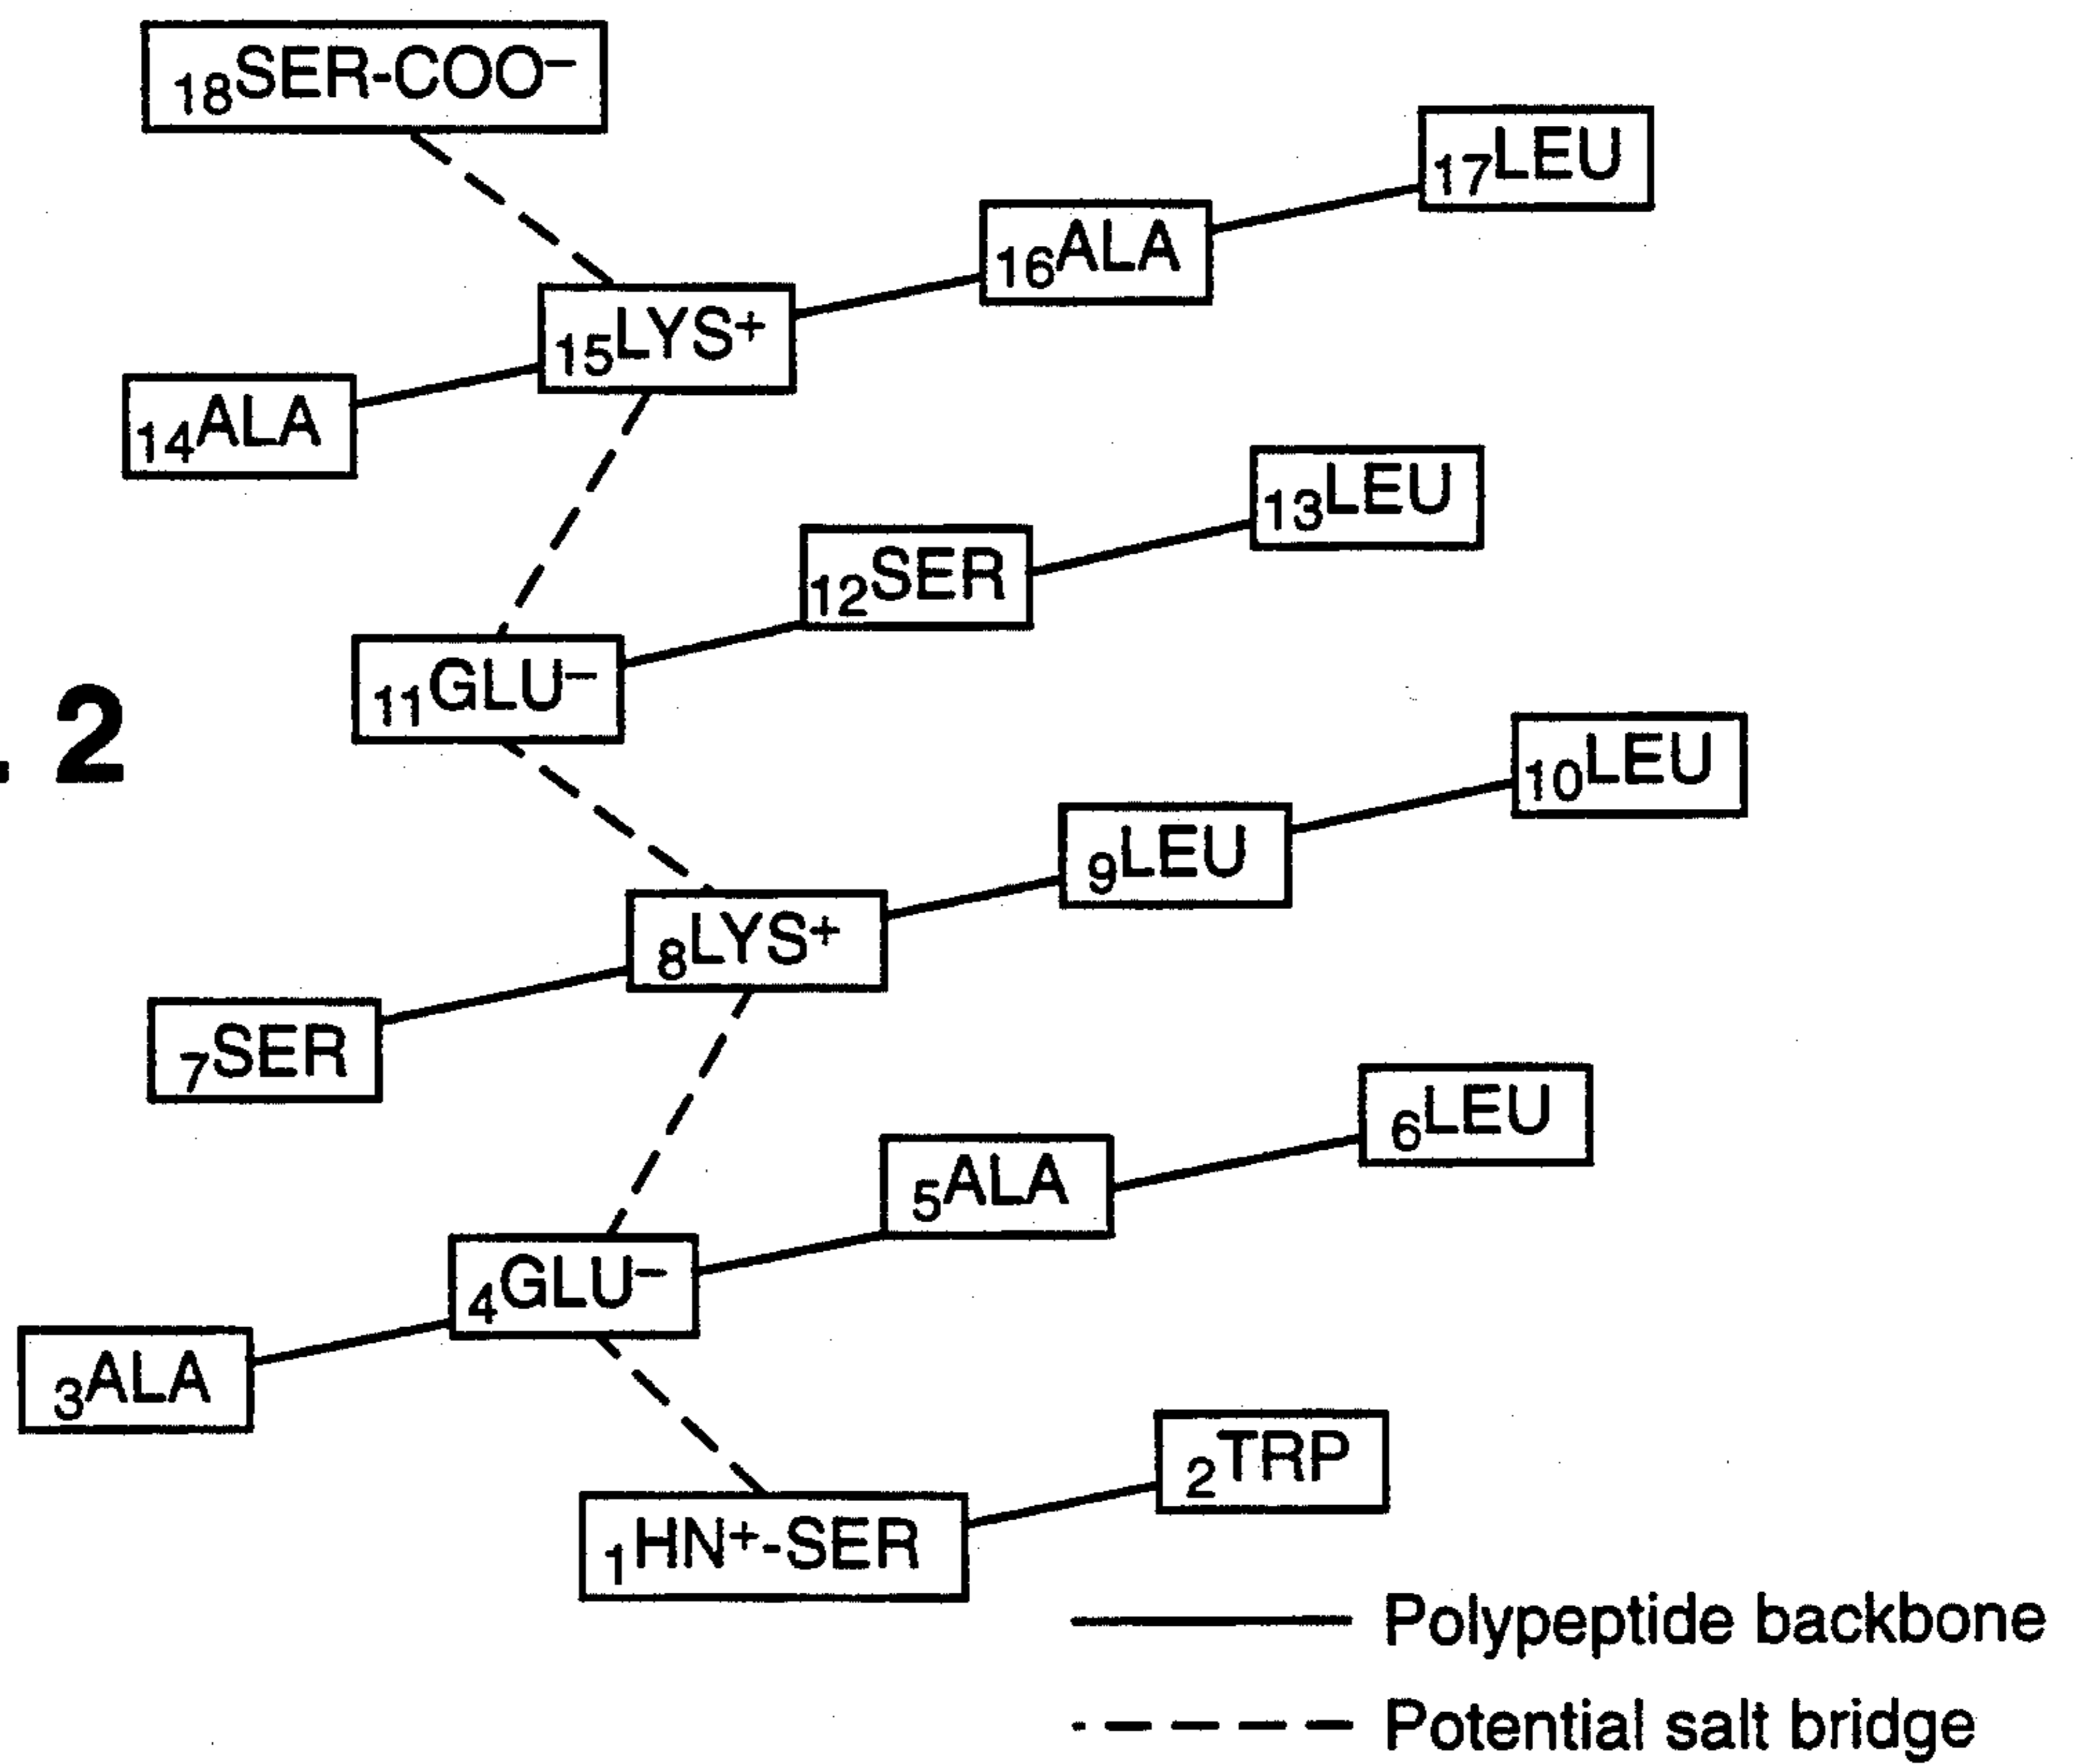 18SER-COO–
17LEU
16ALA
15LYS+
14ALA
13LEU
12SER
11GLU–
. 2
10LEU
9LEU
8LYS+
7SER
6LEU
5ALA
4GLU–
3ALA
2TRP
1HN+-SER
Polypeptide backbone
Potential salt bridge